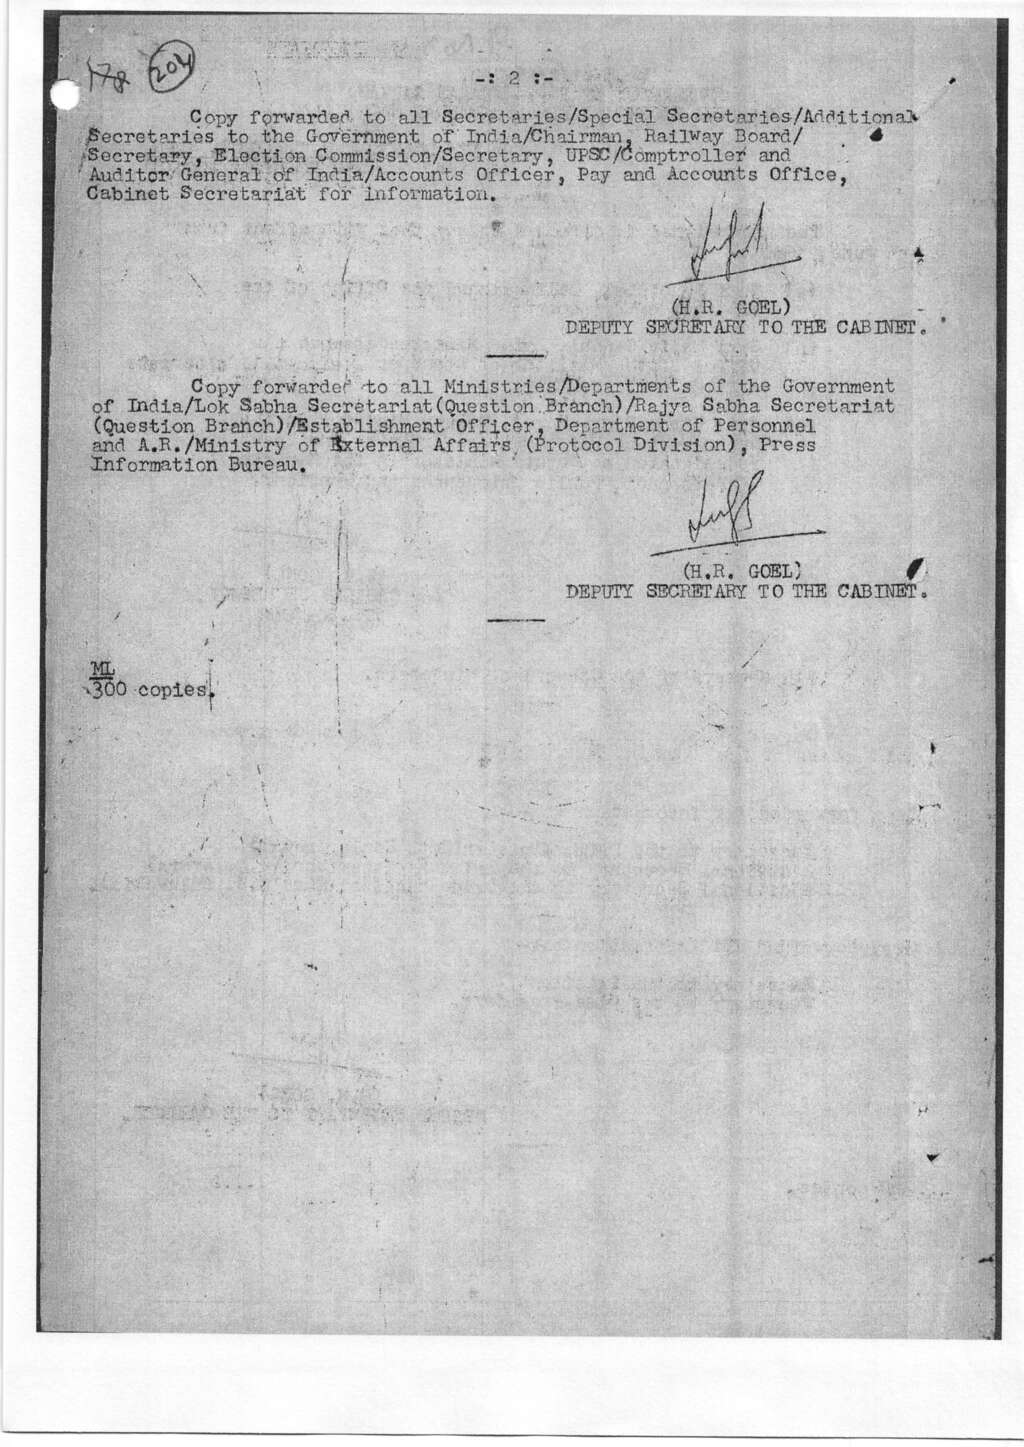 178 204
-: 2 :-
Copy forwarded to all Secretaries/Special Secretaries/Additional
Secretaries to the Government of India/Chairman, Railway Board/
Secretary, Election Commission/Secretary, UPSC/Comptroller and
Auditor General of India/Accounts Officer, Pay and Accounts Office,
Cabinet Secretariat for information.
(H.R. GOEL)
DEPUTY SECRETARY TO THE CABINET.
Copy forwarded to all Ministries/Departments of the Government
of India/Lok Sabha Secretariat(Question Branch)/Rajya Sabha Secretariat
(Question Branch)/Establishment Officer, Department of Personnel
and A.R./Ministry of External Affairs (Protocol Division), Press
Information Bureau.
(H.R. GOEL)
DEPUTY SECRETARY TO THE CABINET.
ML
300 copies.